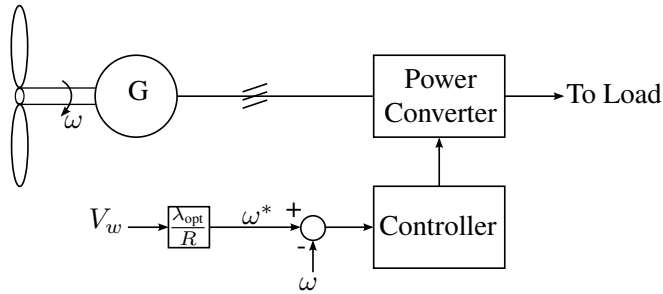 G
ω
Power
Converter
To Load
V_w
λ_opt
R
ω*
+
-
ω
Controller